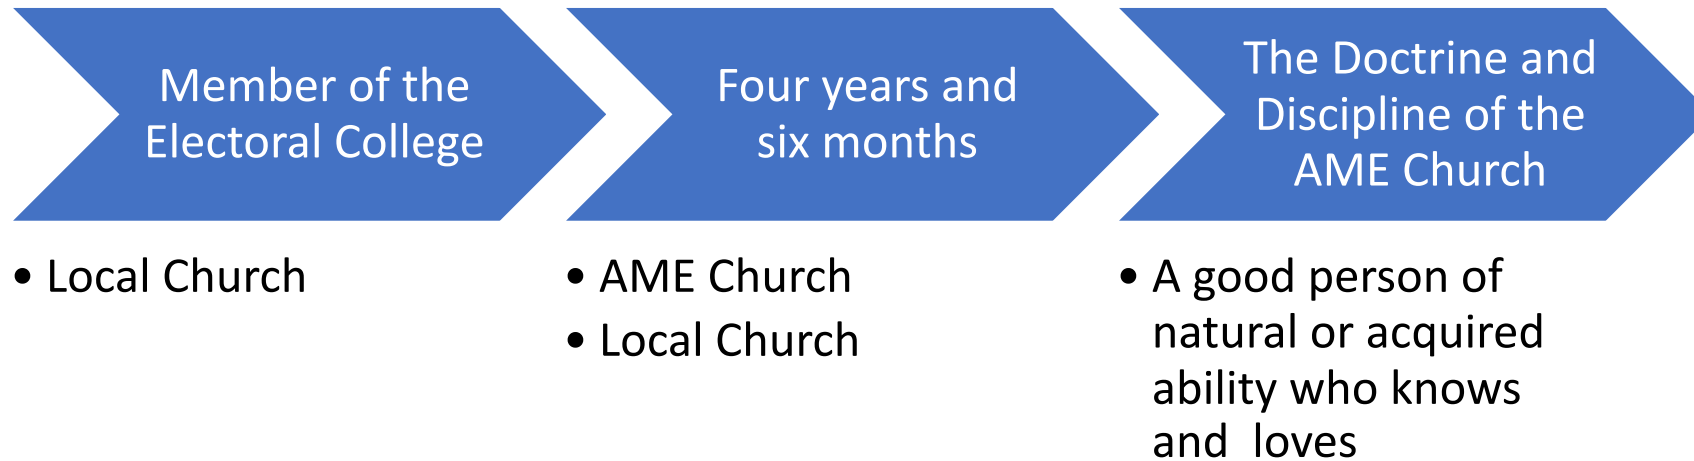 Member of the
Electoral College
• Local Church
Four years and
six months
• AME Church
• Local Church
The Doctrine and
Discipline of the
AME Church
• A good person of
natural or acquired
ability who knows
and  loves